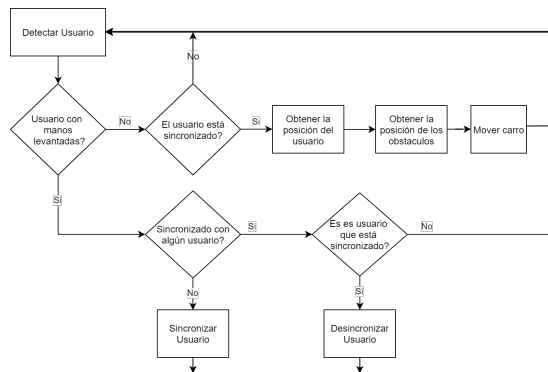 Detectar Usuario
No
Usuario con
manos
levantadas?
No
El usuario está
sincronizado?
Si
Obtener la
posición del
usuario
Obtener la
posición de los
obstaculos
Mover carro
Si
Sincronizado con
algún usuario?
Si
Es es usuario
que está
sincronizado?
No
No
Si
Sincronizar
Usuario
Desincronizar
Usuario